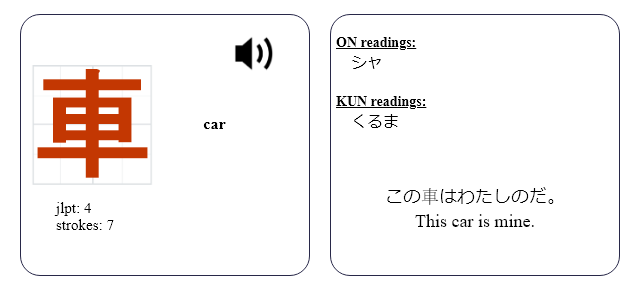 車
car
jlpt: 4
strokes: 7
ON readings:
シャ
KUN readings:
くるま
この車はわたしのだ。
This car is mine.